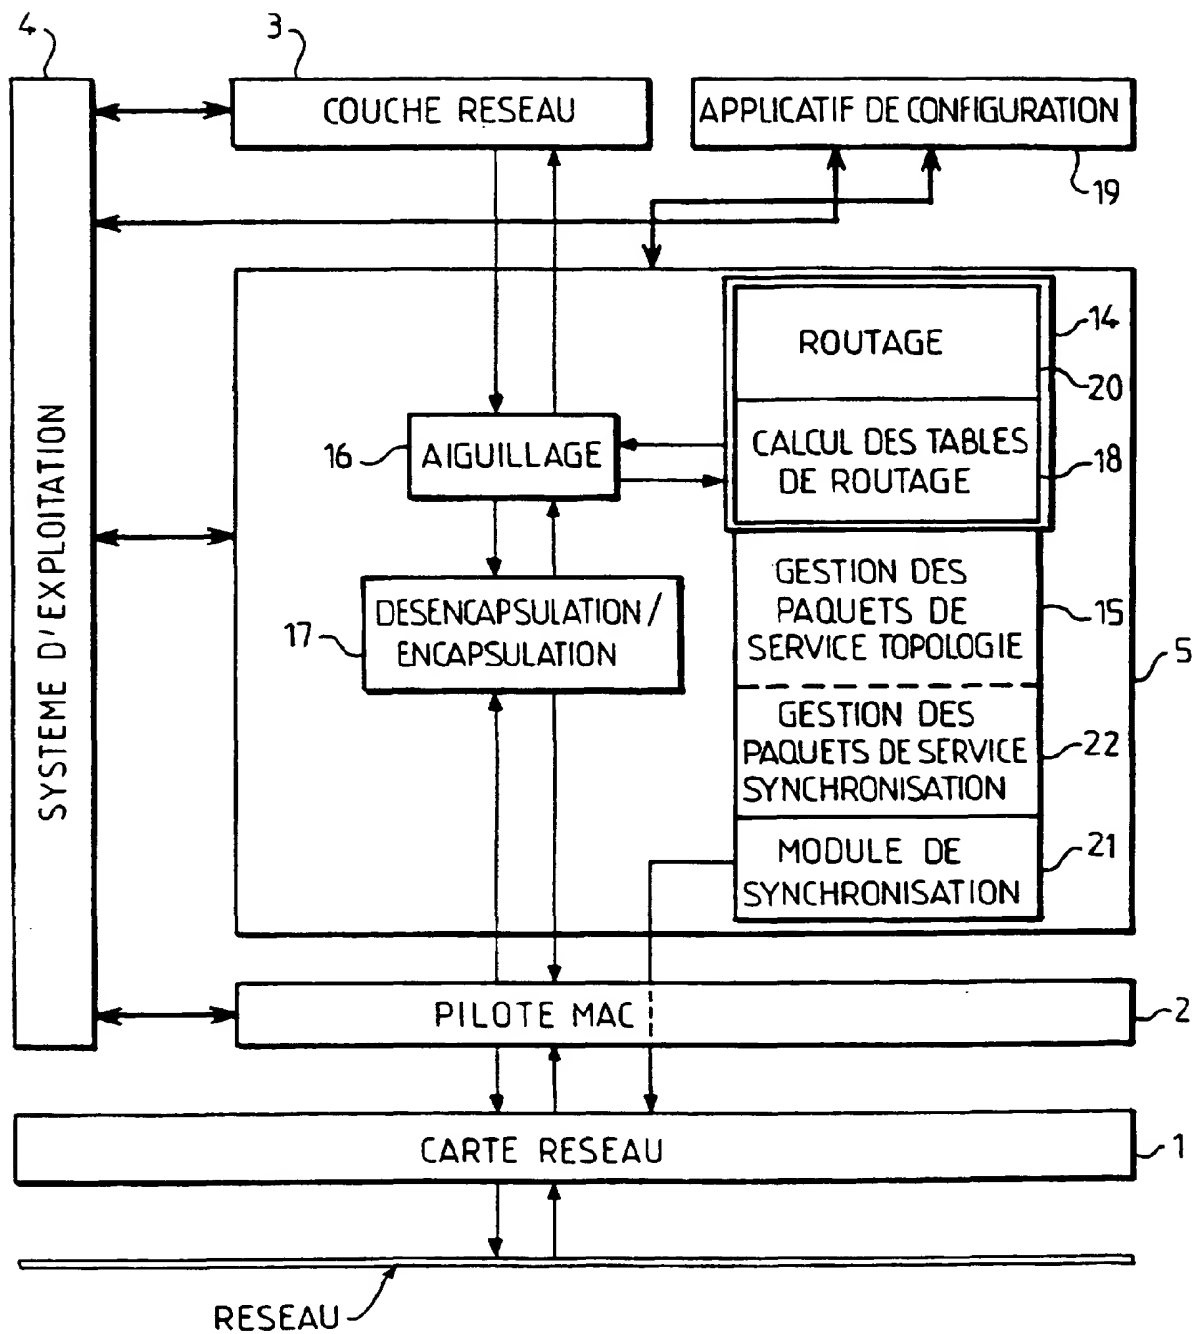 4
3
COUCHE RESEAU
APPLICATIF DE CONFIGURATION
19
SYSTEME D'EXPLOITATION
ROUTAGE
14
20
16
AIGUILLAGE
CALCUL DES TABLES
DE ROUTAGE
18
17
DESENCAPSULATION/
ENCAPSULATION
GESTION DES
PAQUETS DE
SERVICE TOPOLOGIE
15
5
GESTION DES
PAQUETS DE SERVICE
SYNCHRONISATION
22
MODULE DE
SYNCHRONISATION
21
PILOTE MAC
2
CARTE RESEAU
1
RESEAU